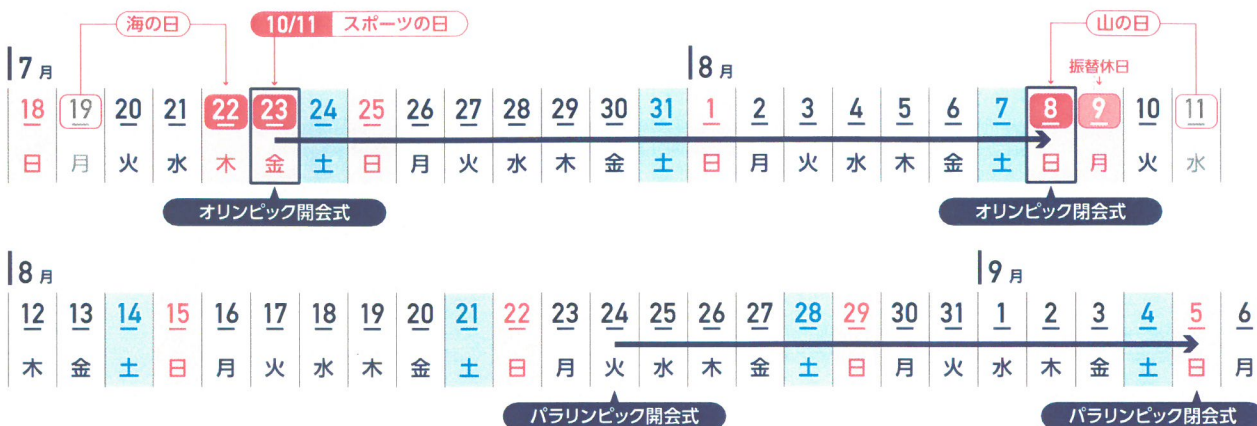 海の日 10/11 スポーツの日 山の日
7月 8月 振替休日
18 19 20 21 22 23 24 25 26 27 28 29 30 31 1 2 3 4 5 6 7 8 9 10 11
日 月 火 水 木 金 土 日 月 火 水 木 金 土 日 月 火 水 木 金 土 日 月 火 水
オリンピック開会式 オリンピック閉会式
8月 9月
12 13 14 15 16 17 18 19 20 21 22 23 24 25 26 27 28 29 30 31 1 2 3 4 5 6
木 金 土 日 月 火 水 木 金 土 日 月 火 水 木 金 土 日 月 火 水 木 金 土 日 月
パラリンピック開会式 パラリンピック閉会式